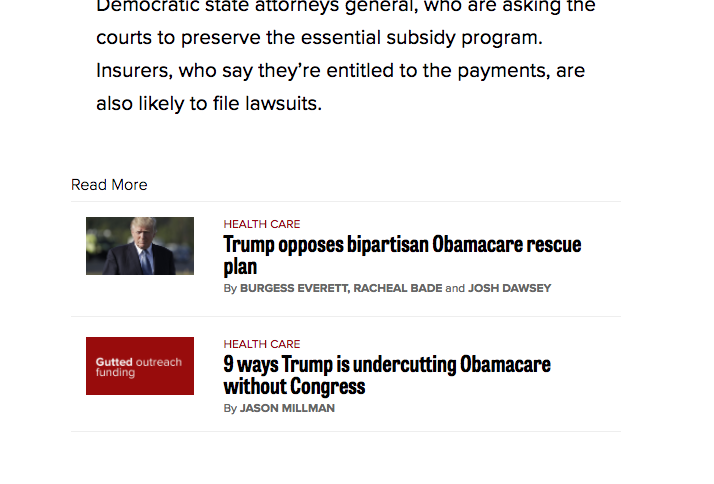 Democratic state attorneys general, who are asking the
courts to preserve the essential subsidy program.
Insurers, who say they’re entitled to the payments, are
also likely to file lawsuits.
Read More
HEALTH CARE
Trump opposes bipartisan Obamacare rescue
plan
By BURGESS EVERETT, RACHEAL BADE and JOSH DAWSEY
Gutted outreach
funding
HEALTH CARE
9 ways Trump is undercutting Obamacare
without Congress
By JASON MILLMAN